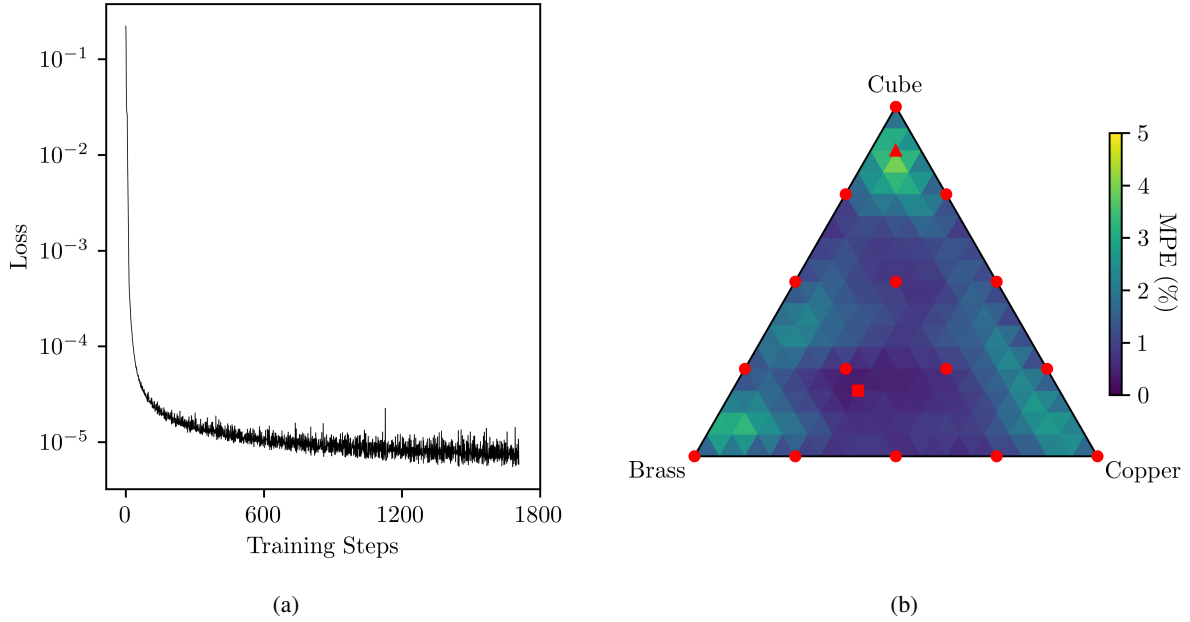 10⁻¹
10⁻²
10⁻³
10⁻⁴
10⁻⁵
Loss
0 600 1200 1800
Training Steps
(a)
Cube
Brass
Copper
5
4
3
2
1
0
MPE (%)
(b)